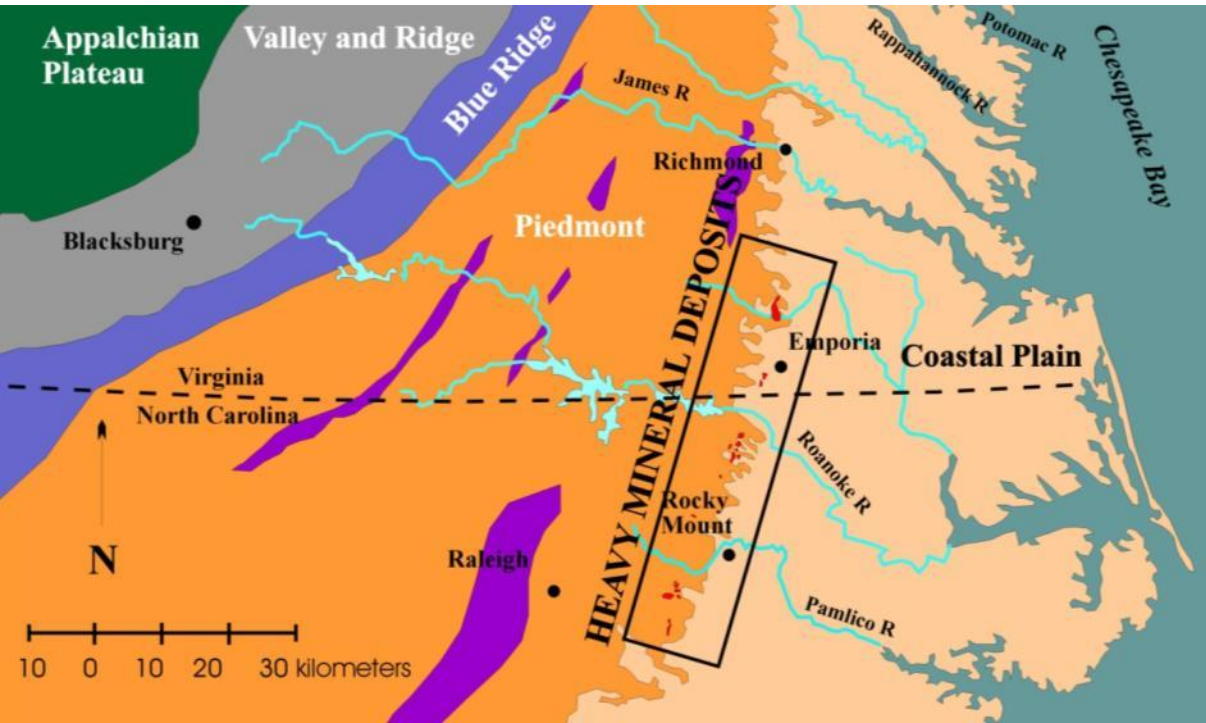 Appalchian
Plateau
Valley and Ridge
Blue Ridge
James R
Rappahannock R
Potomac R
Chesapeake Bay
Richmond
Blacksburg
Piedmont
HEAVY MINERAL DEPOSITS
Emporia
Coastal Plain
Virginia
North Carolina
Roanoke R
Rocky
Mount
N
Raleigh
Pamlico R
10 0 10 20 30 kilometers